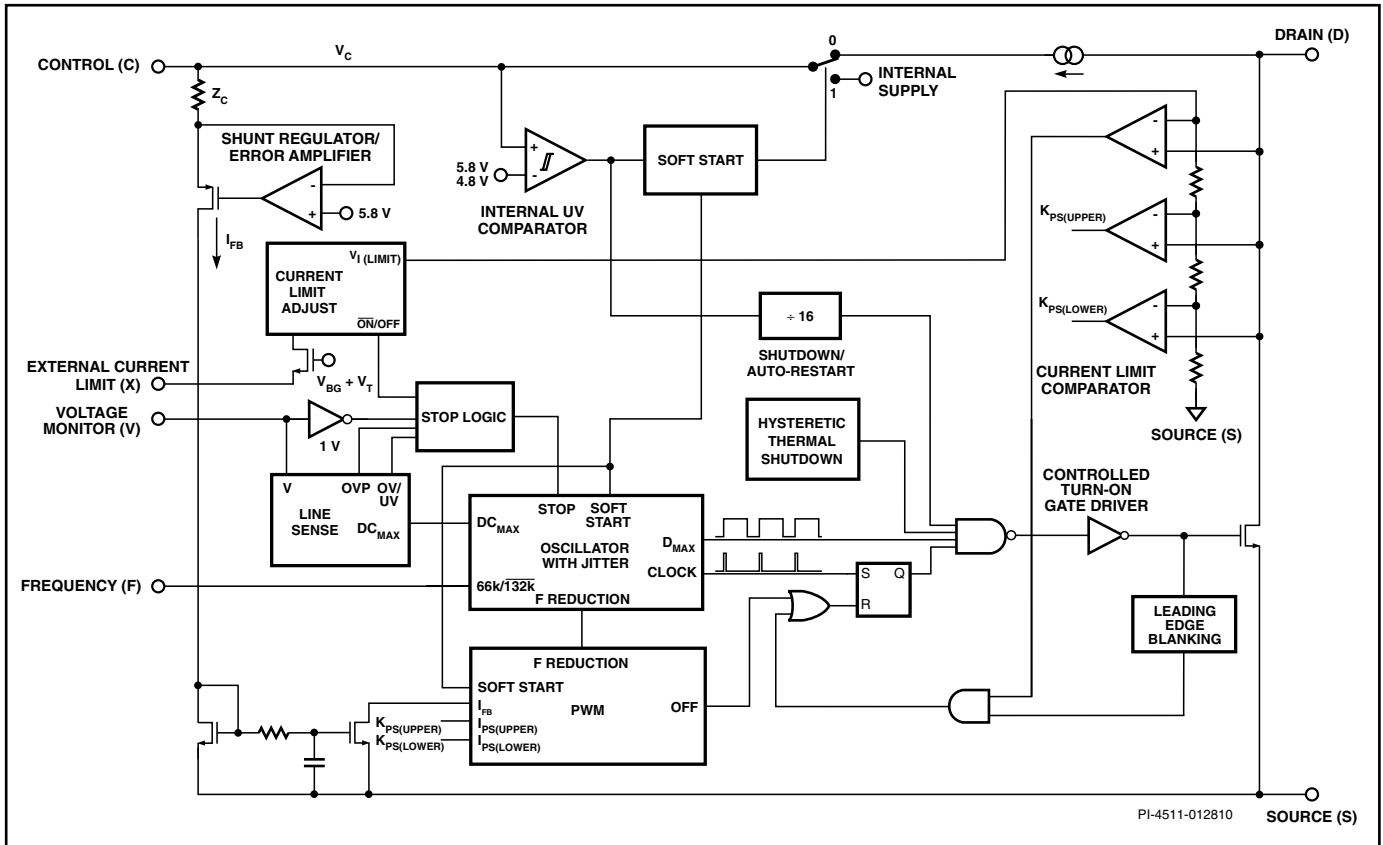 CONTROL (C)
V_C
0
1
INTERNAL
SUPPLY
DRAIN (D)
Z_C
SHUNT REGULATOR/
ERROR AMPLIFIER
-
+
5.8 V
I_FB
+
-
5.8 V
4.8 V
INTERNAL UV
COMPARATOR
SOFT START
-
+
K_PS(UPPER)
-
+
K_PS(LOWER)
-
+
CURRENT LIMIT
COMPARATOR
SOURCE (S)
V_I (LIMIT)
CURRENT
LIMIT
ADJUST
O̅N̅/OFF
÷ 16
SHUTDOWN/
AUTO-RESTART
EXTERNAL CURRENT
LIMIT (X)
V_BG + V_T
VOLTAGE
MONITOR (V)
1 V
STOP LOGIC
HYSTERETIC
THERMAL
SHUTDOWN
V
OVP
OV/
UV
LINE
SENSE
DC_MAX
STOP
SOFT
START
DC_MAX
OSCILLATOR
WITH JITTER
D_MAX
CLOCK
66k/1̅3̅2̅k̅
F REDUCTION
FREQUENCY (F)
CONTROLLED
TURN-ON
GATE DRIVER
S
Q
R
LEADING
EDGE
BLANKING
F REDUCTION
SOFT START
I_FB
PWM
OFF
K_PS(UPPER)
I_PS(UPPER)
K_PS(LOWER)
I_PS(LOWER)
PI-4511-012810
SOURCE (S)